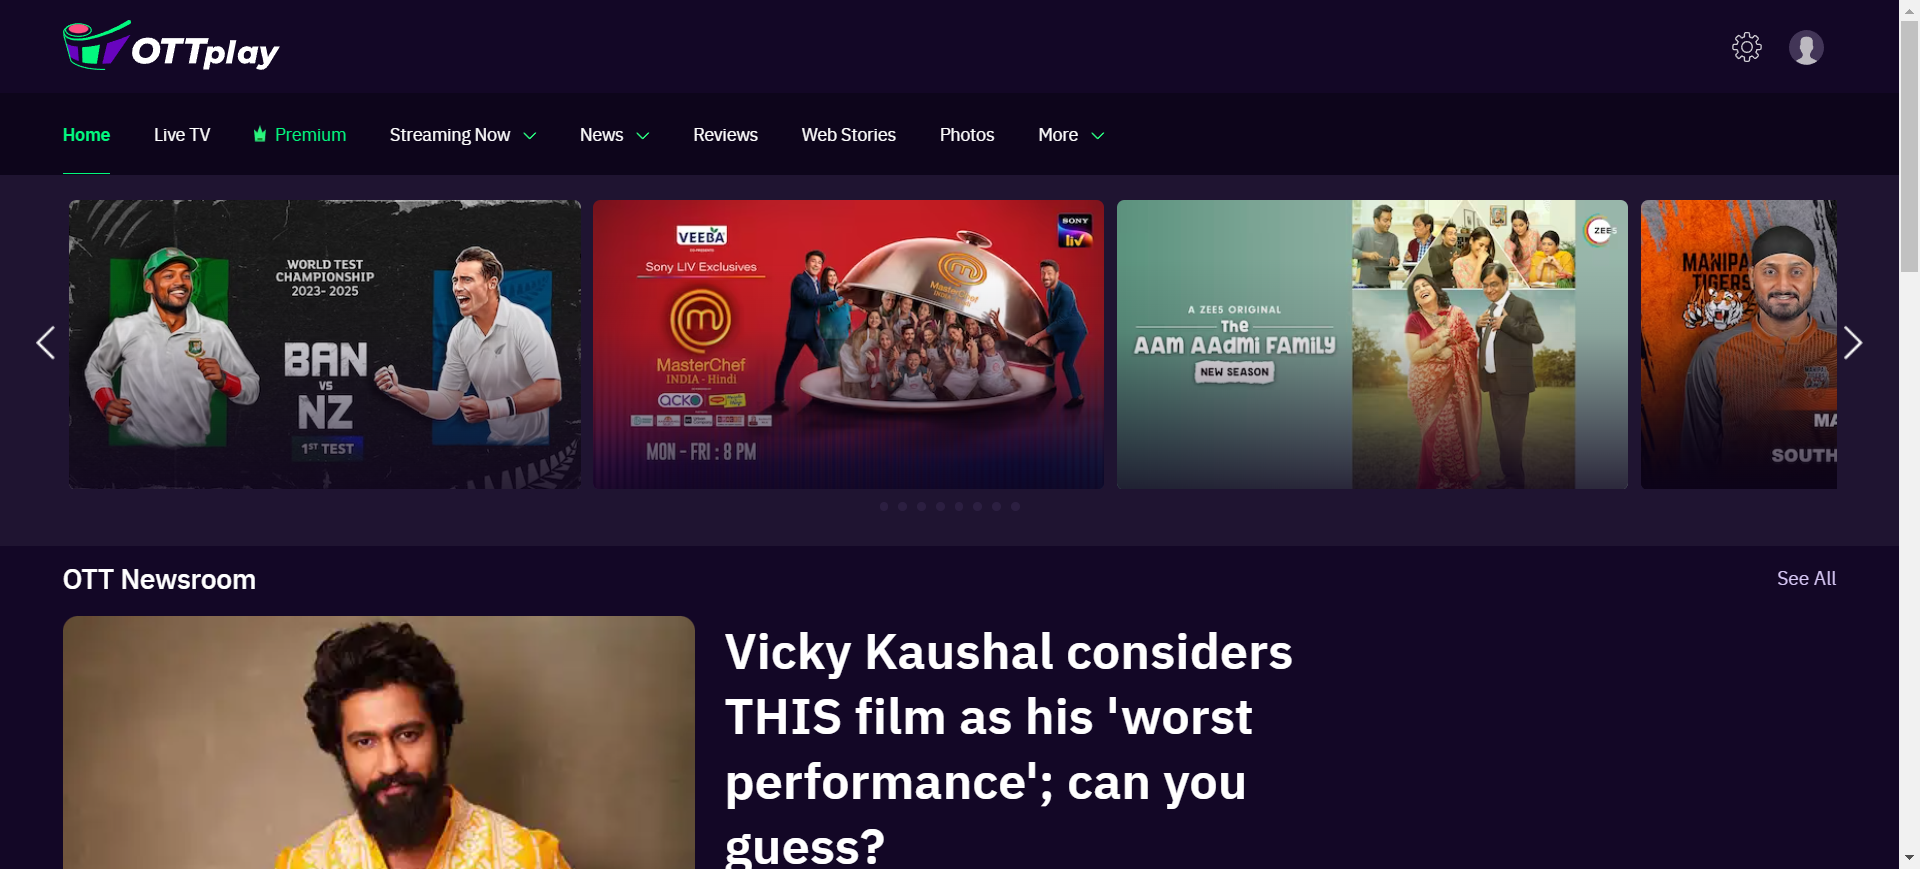 OTTplay
Home
Live TV
Premium
Streaming Now
News
Reviews
Web Stories
Photos
More
WORLD TEST
CHAMPIONSHIP
2023- 2025
BAN
VS
NZ
1ST TEST
VEEBA
Sony LIV Exclusives
MasterChef
INDIA - Hindi
acko
MON - FRI : 8 PM
MasterChef
SONY
liv
A ZEE5 ORIGINAL
The
AAM AAdmi FAMILY
NEW SEASON
ZEE5
MANIPA
TIGERS
MA
SOUTH
OTT Newsroom
See All
Vicky Kaushal considers
THIS film as his 'worst
performance'; can you
guess?